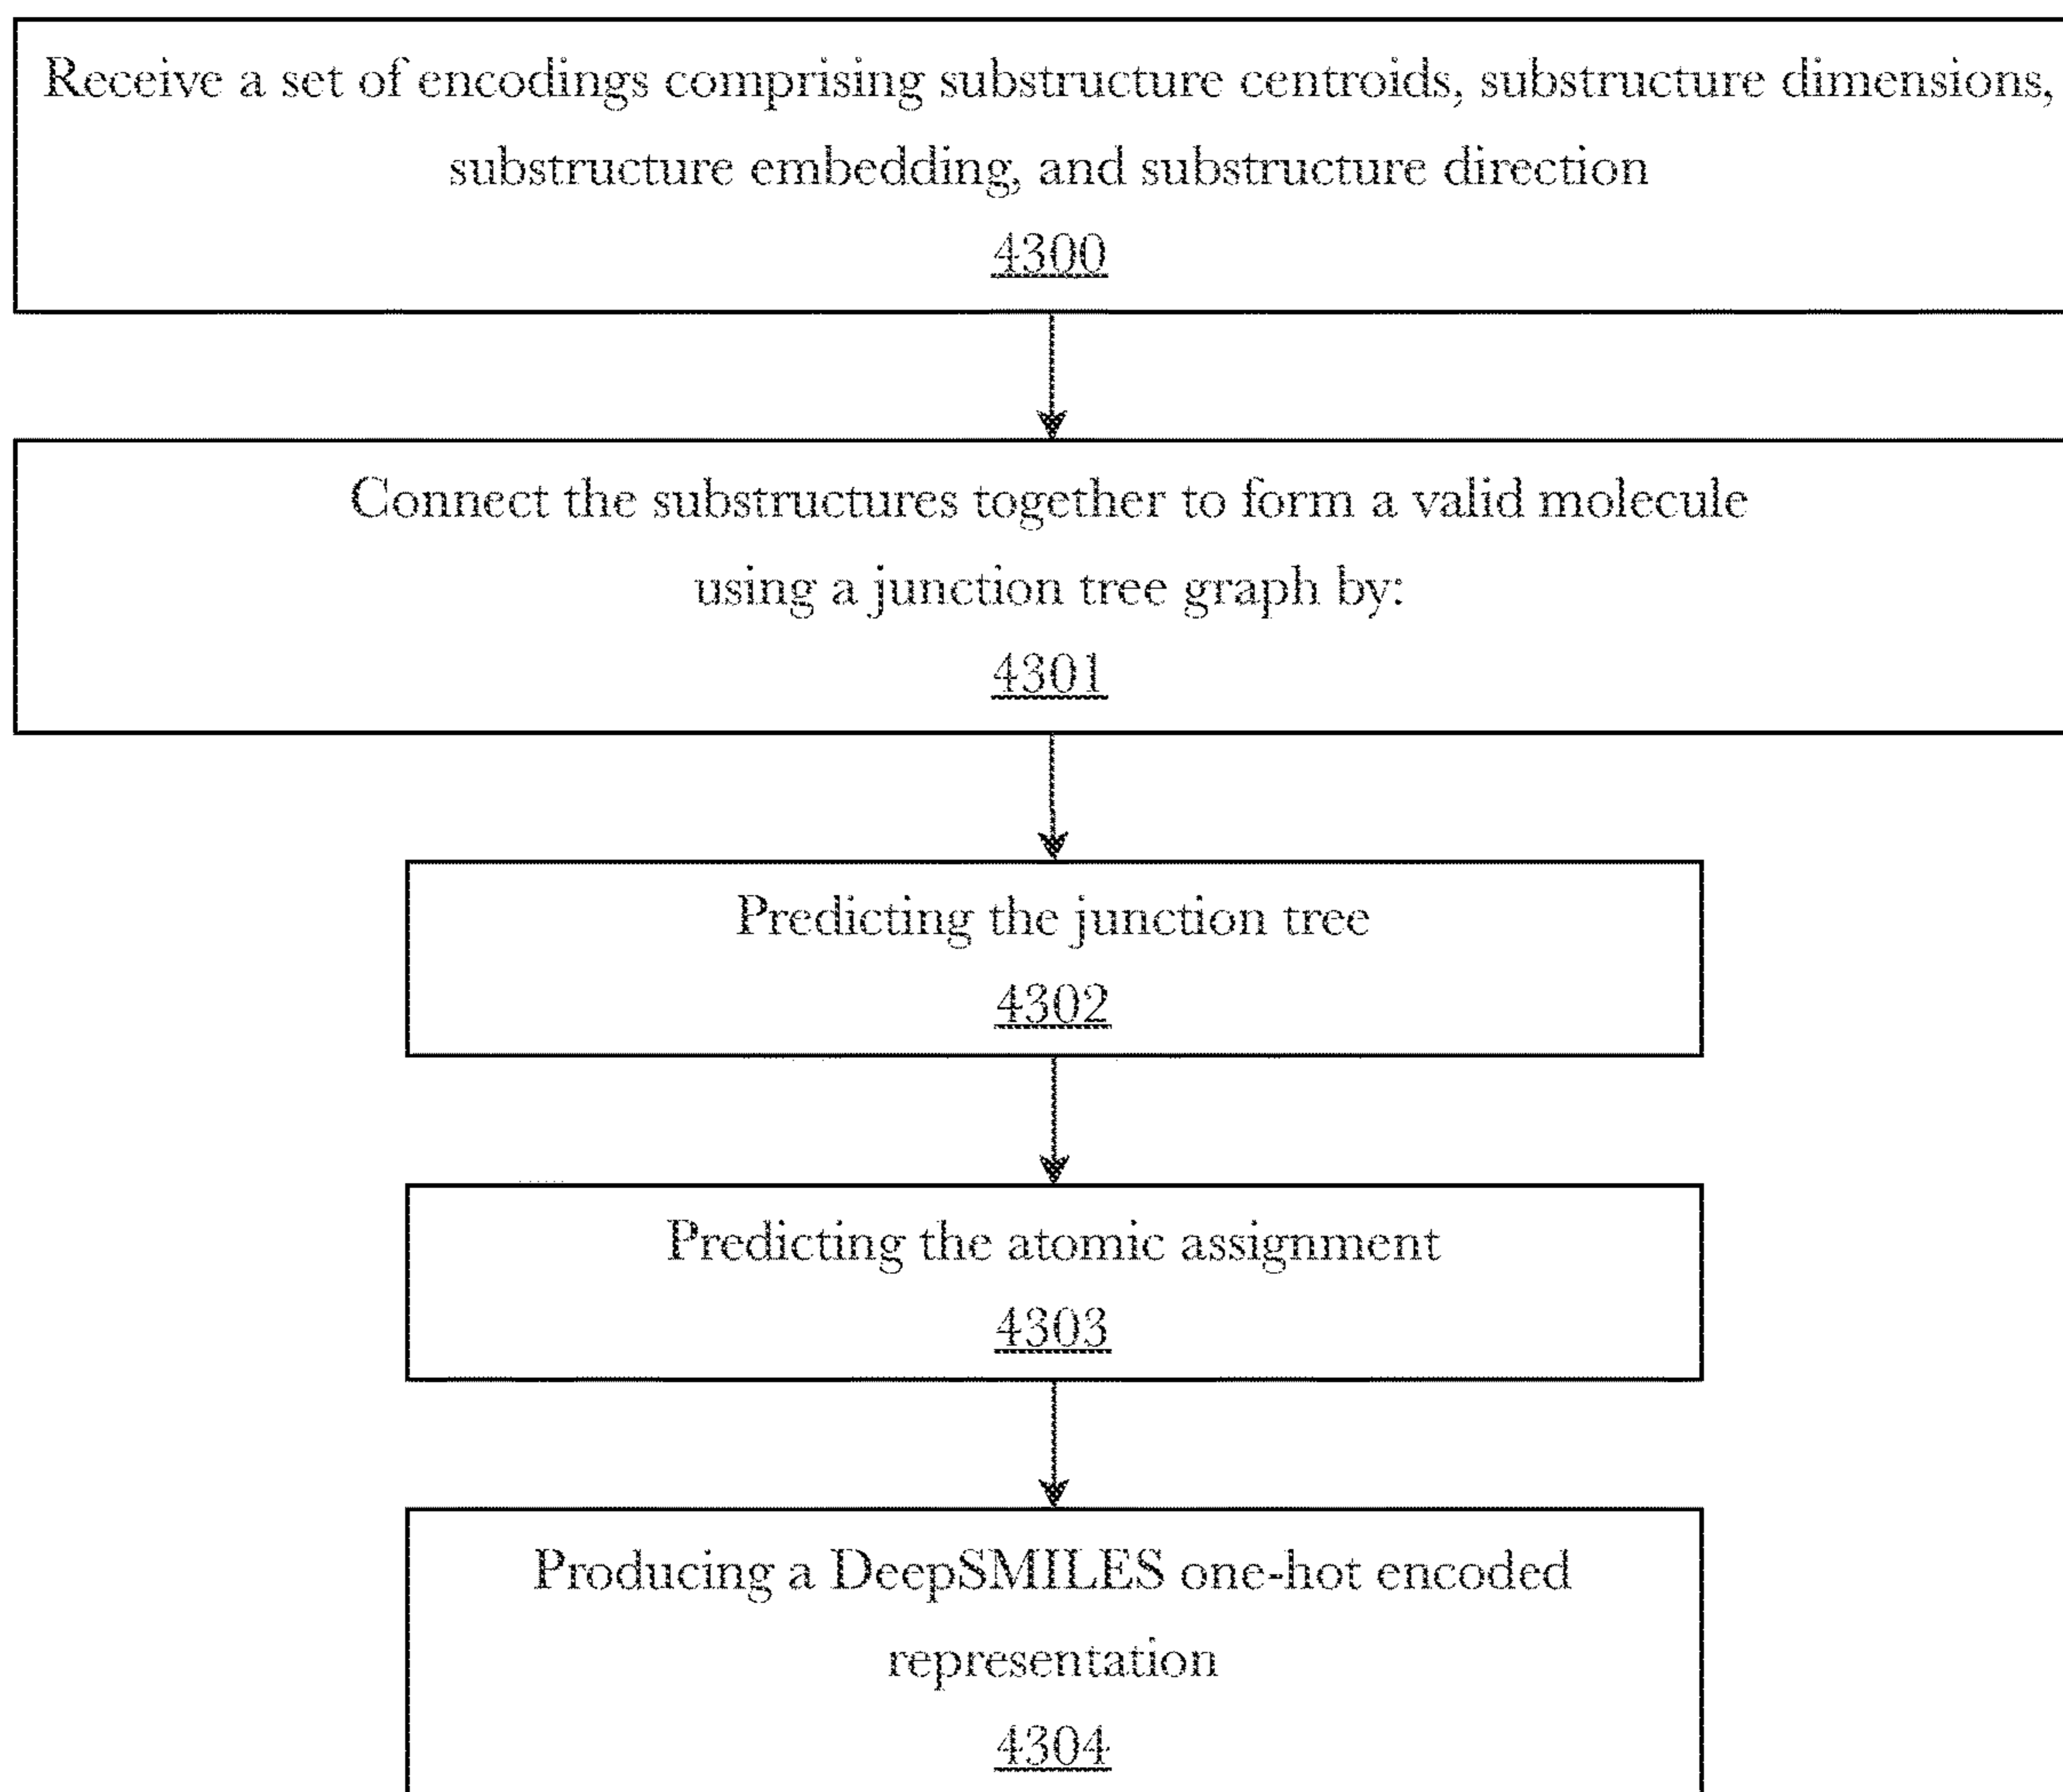 Receive a set of encodings comprising substructure centroids, substructure dimensions,
substructure embedding, and substructure direction
4300
Connect the substructures together to form a valid molecule
using a junction tree graph by:
4301
Predicting the junction tree
4302
Predicting the atomic assignment
4303
Producing a DeepSMILES one-hot encoded
representation
4304